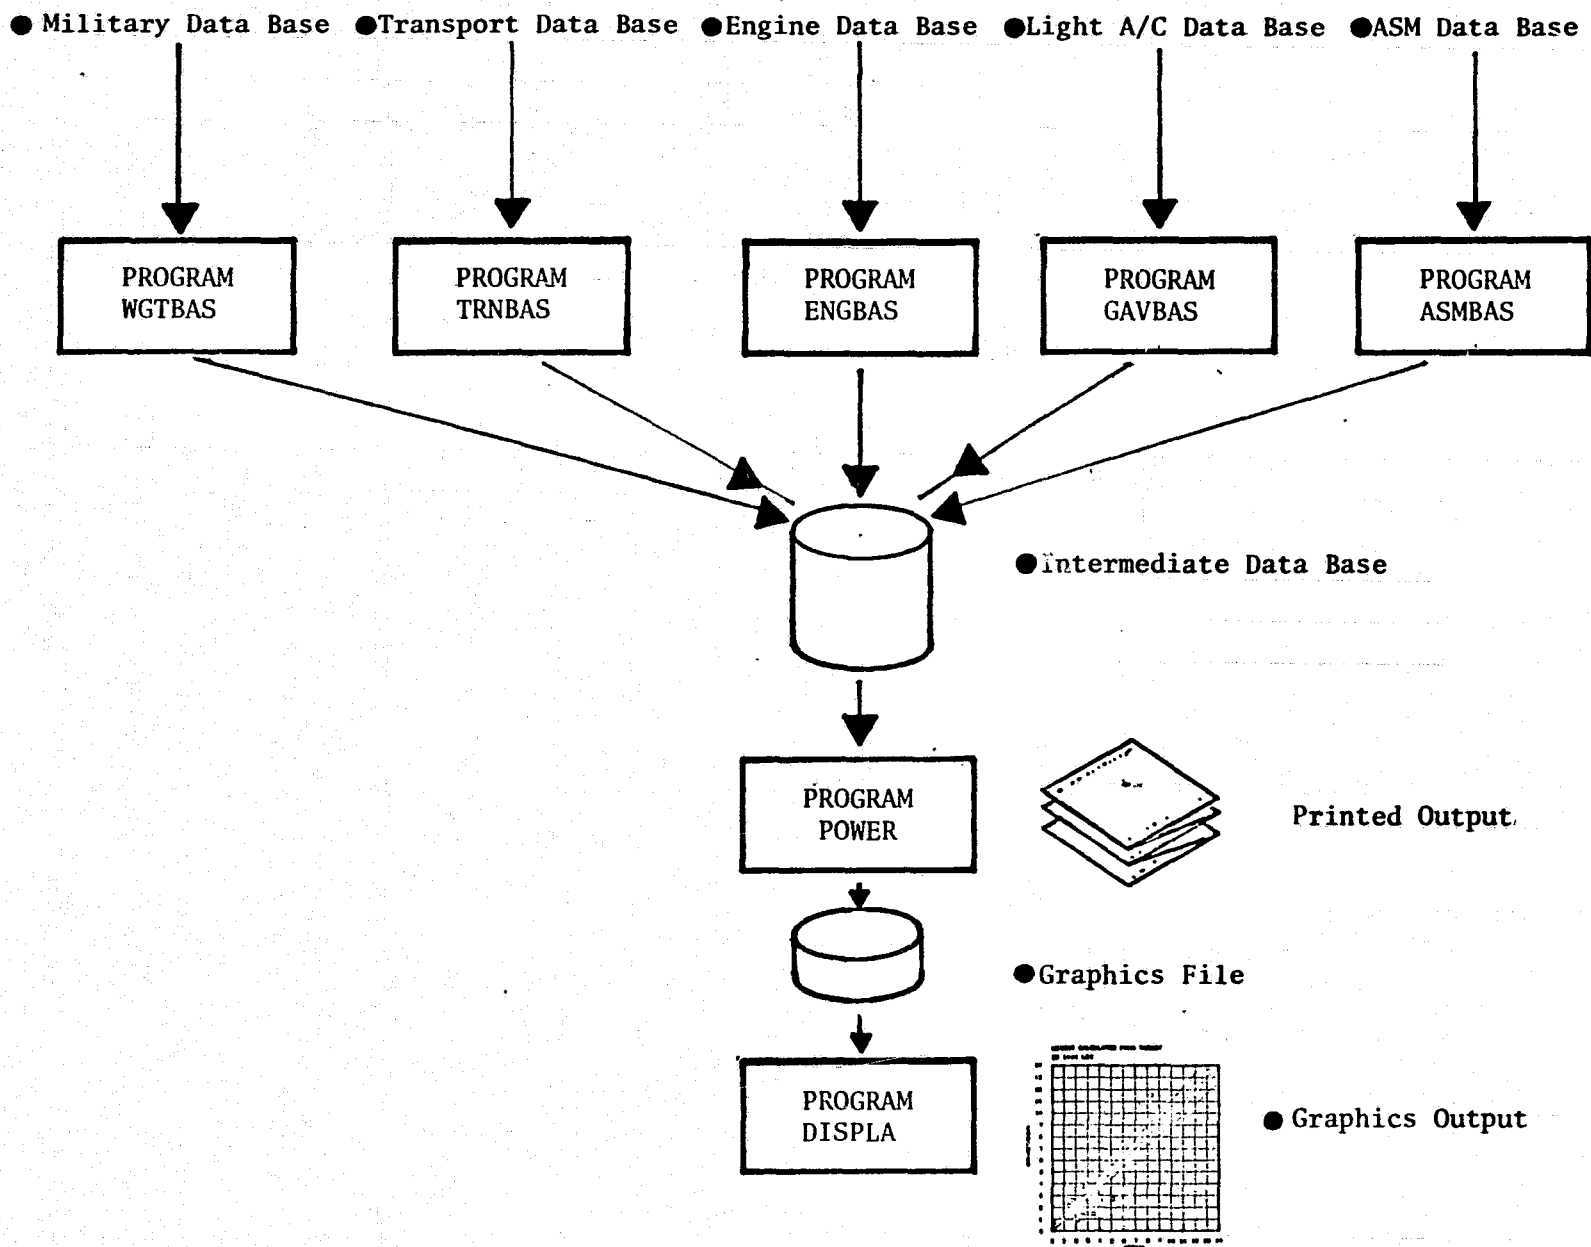 ● Military Data Base ●Transport Data Base ●Engine Data Base ●Light A/C Data Base ●ASM Data Base
PROGRAM
WGTBAS
PROGRAM
TRNBAS
PROGRAM
ENGBAS
PROGRAM
GAVBAS
PROGRAM
ASMBAS
●Intermediate Data Base
PROGRAM
POWER
Printed Output
●Graphics File
PROGRAM
DISPLA
● Graphics Output